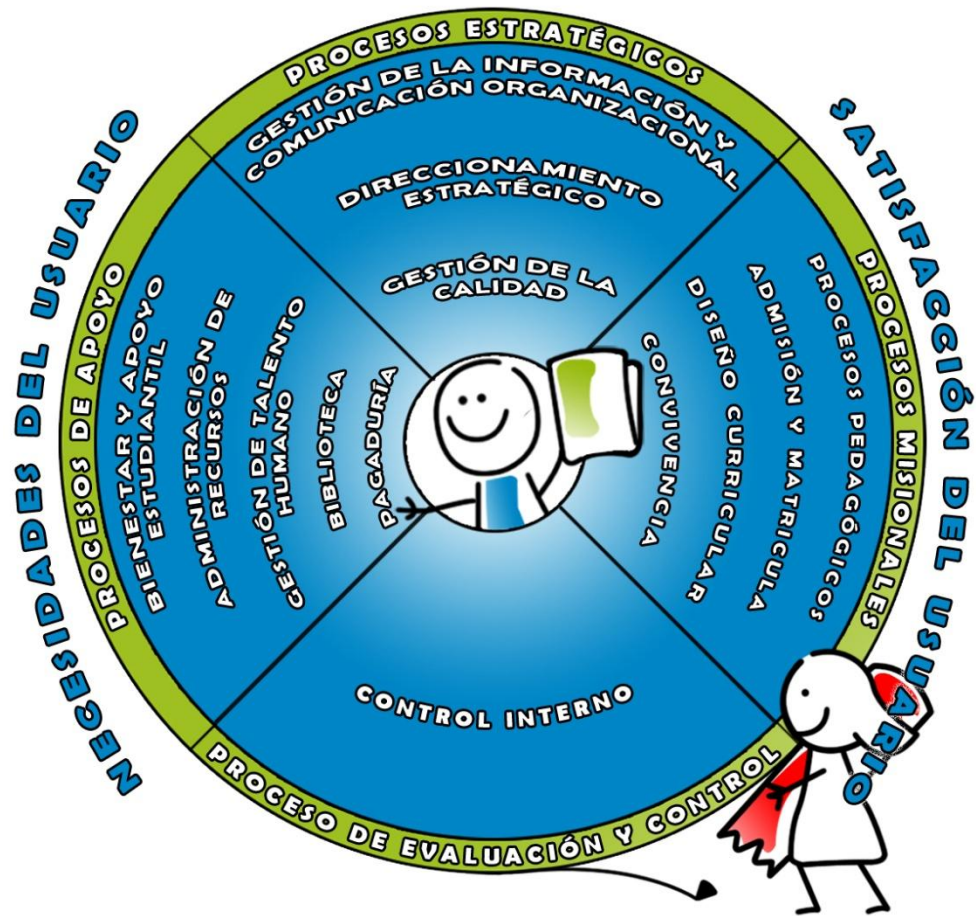 PROCESOS ESTRATÉGICOS
GESTIÓN DE LA INFORMACIÓN Y
COMUNICACIÓN ORGANIZACIONAL
DIRECCIONAMIENTO
ESTRATÉGICO
GESTIÓN DE LA
CALIDAD
NECESIDADES DEL USUARIO
PROCESOS DE APOYO
BIENESTAR Y APOYO
ESTUDIANTIL
ADMINISTRACIÓN DE
RECURSOS
GESTIÓN DE TALENTO
HUMANO
BIBLIOTECA
PAGADURÍA
CONVIVENCIA
DISEÑO CURRICULAR
ADMISIÓN Y MATRICULA
PROCESOS PEDAGÓGICOS
PROCESOS MISIONALES
SATISFACCIÓN DEL USUARIO
CONTROL INTERNO
PROCESO DE EVALUACIÓN Y CONTROL